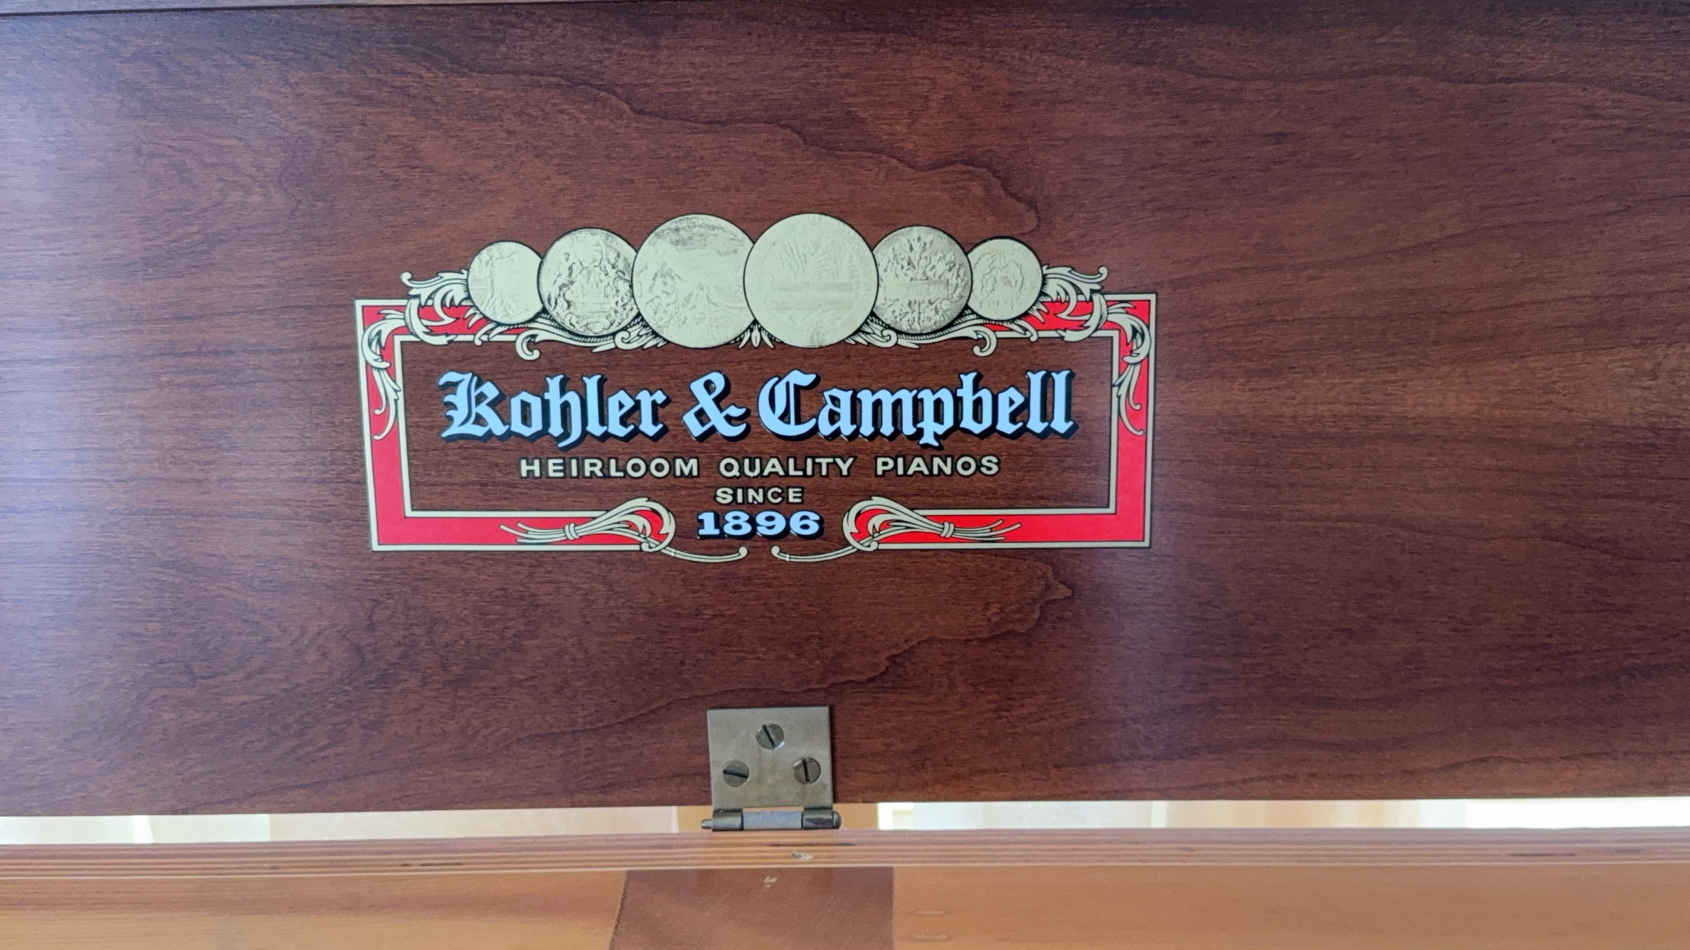 Kohler & Campbell
HEIRLOOM QUALITY PIANOS
SINCE
1896